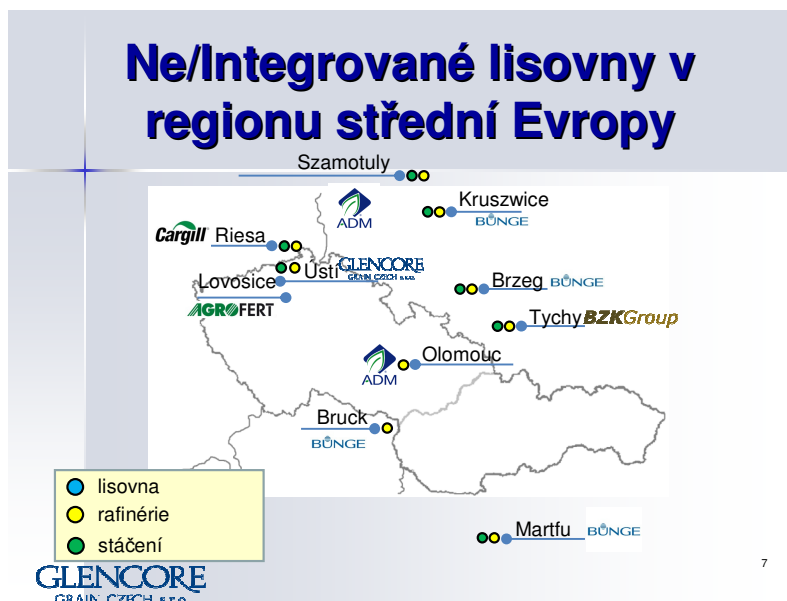 Ne/Integrované lisovny v
regionu střední Evropy
Szamotuly
ADM
Kruszwice
BUNGE
Cargill
Riesa
Ústí
GLENCORE
GRAIN CZECH s.r.o.
Lovosice
AGROFERT
Brzeg
BUNGE
Tychy
BZKGroup
ADM
Olomouc
Bruck
BUNGE
lisovna
rafinérie
stáčení
Martfu
BUNGE
7
GLENCORE
GRAIN CZECH s.r.o.